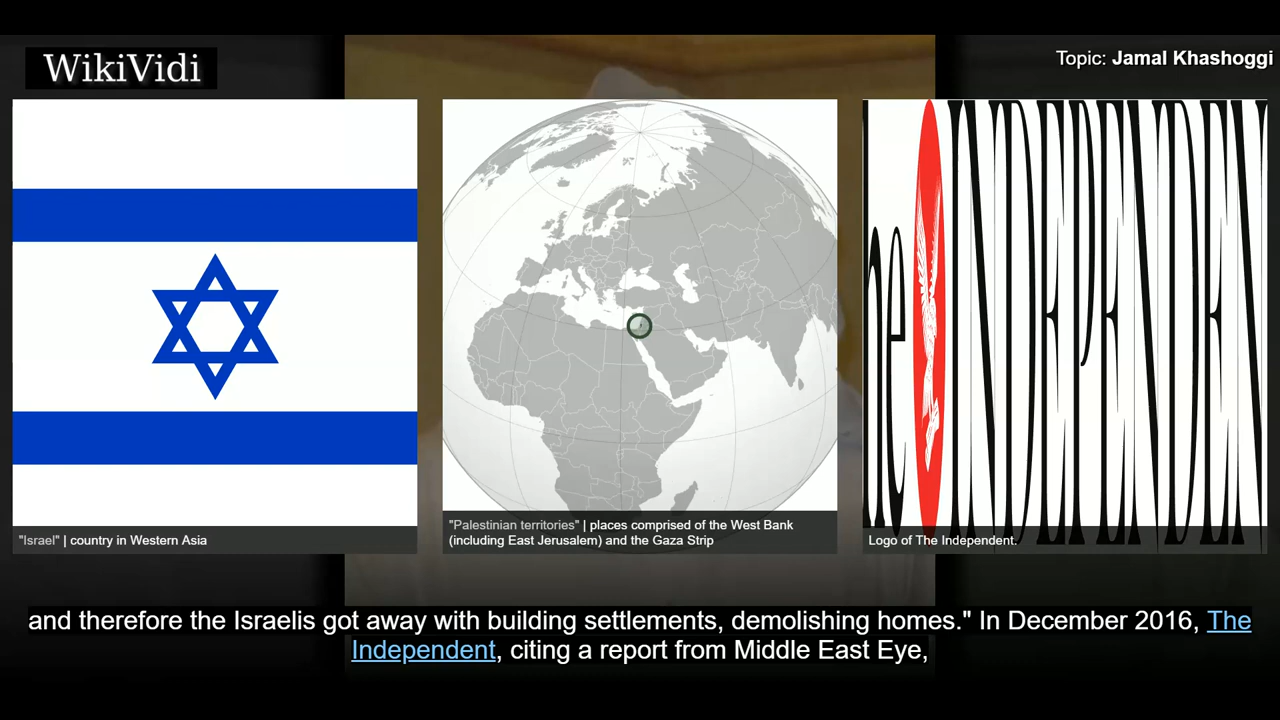 WikiVidi
Topic: Jamal Khashoggi
he INDEPENDEN
"Israel" | country in Western Asia
"Palestinian territories" | places comprised of the West Bank
(including East Jerusalem) and the Gaza Strip
Logo of The Independent.
and therefore the Israelis got away with building settlements, demolishing homes." In December 2016, The
Independent, citing a report from Middle East Eye,